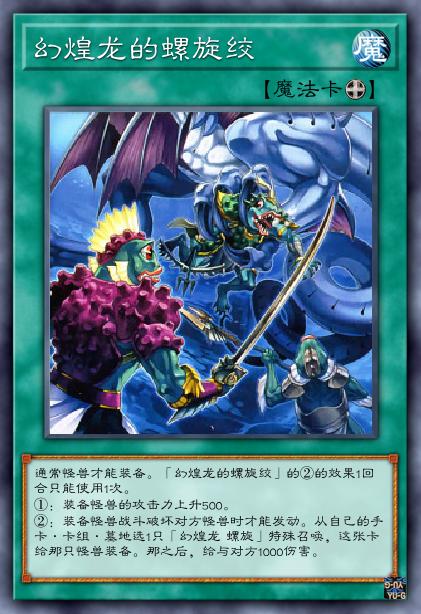 幻煌龙的螺旋绞
魔
【魔法卡】
通常怪兽才能装备。「幻煌龙的螺旋绞」的②的效果1回
合只能使用1次。
①：装备怪兽的攻击力上升500。
②：装备怪兽战斗破坏对方怪兽时才能发动。从自己的手
卡·卡组·墓地选1只「幻煌龙 螺旋」特殊召唤，这张卡
给那只怪兽装备。那之后，给与对方1000伤害。